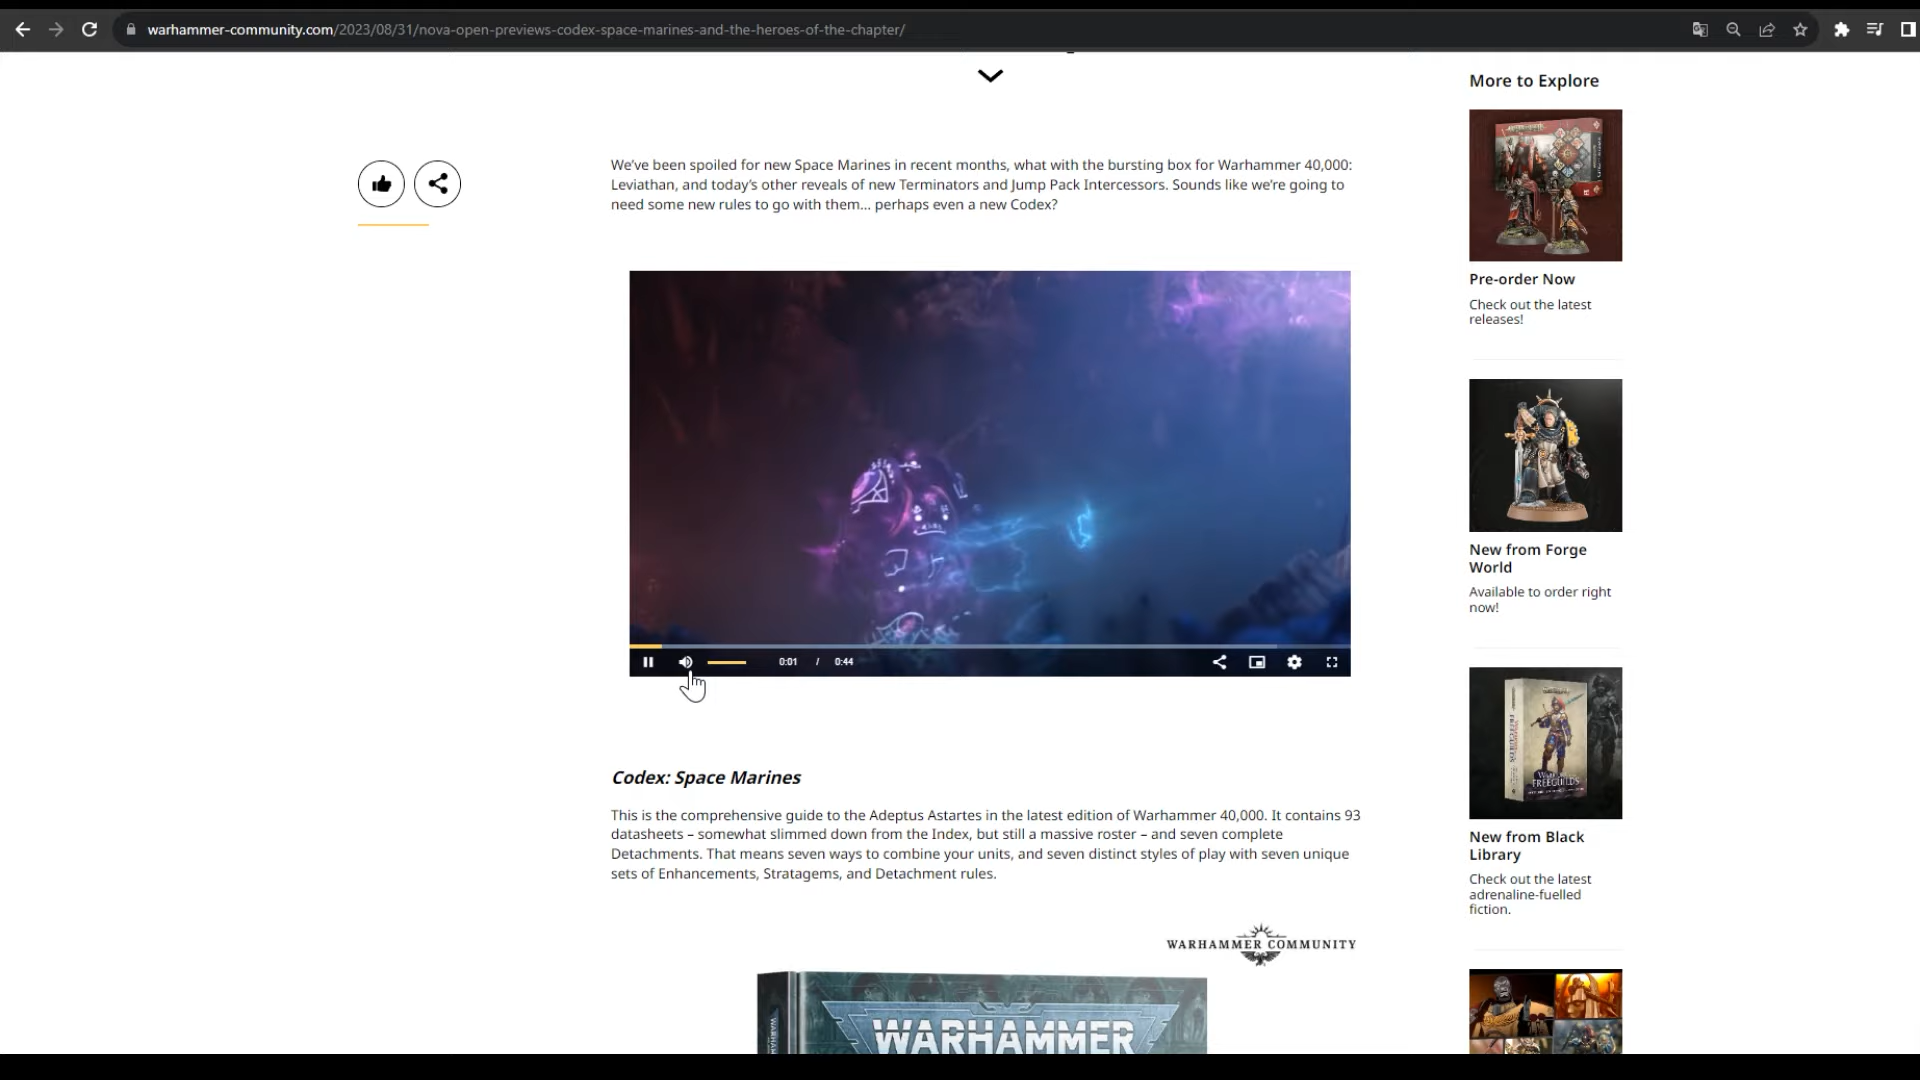 warhammer-community.com/2023/08/31/nova-open-previews-codex-space-marines-and-the-heroes-of-the-chapter/
We've been spoiled for new Space Marines in recent months, what with the bursting box for Warhammer 40,000:
Leviathan, and today's other reveals of new Terminators and Jump Pack Intercessors. Sounds like we're going to
need some new rules to go with them... perhaps even a new Codex?
0:01 / 0:44
Codex: Space Marines
This is the comprehensive guide to the Adeptus Astartes in the latest edition of Warhammer 40,000. It contains 93
datasheets – somewhat slimmed down from the Index, but still a massive roster – and seven complete
Detachments. That means seven ways to combine your units, and seven distinct styles of play with seven unique
sets of Enhancements, Stratagems, and Detachment rules.
WARHAMMER COMMUNITY
WARHAMMER
More to Explore
Pre-order Now
Check out the latest
releases!
New from Forge
World
Available to order right
now!
FREEGUILDS
New from Black
Library
Check out the latest
adrenaline-fuelled
fiction.